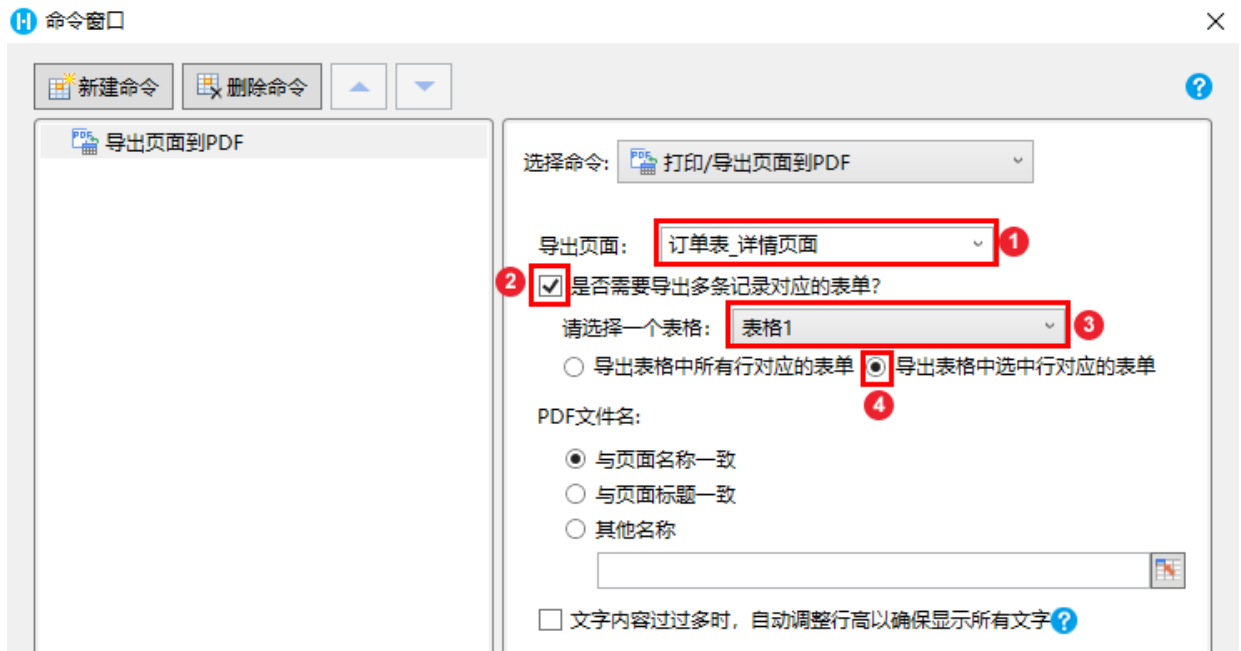 命令窗口
新建命令 删除命令
导出页面到PDF
选择命令: 打印/导出页面到PDF
导出页面: 订单表_详情页面 1
2 是否需要导出多条记录对应的表单?
请选择一个表格: 表格1 3
导出表格中所有行对应的表单 导出表格中选中行对应的表单
4
PDF文件名:
与页面名称一致
与页面标题一致
其他名称
文字内容过过多时，自动调整行高以确保显示所有文字?